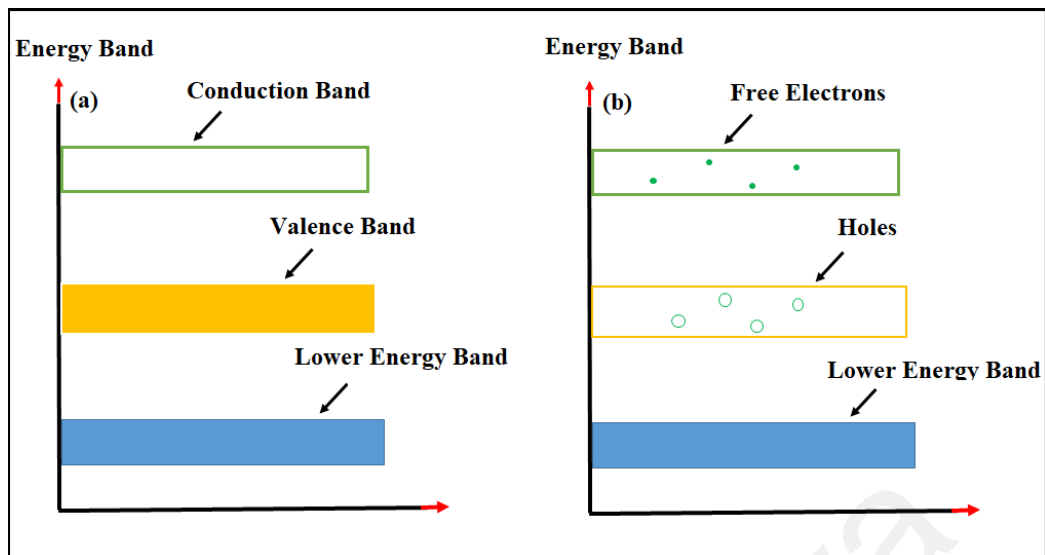 Energy Band
(a)
Conduction Band
Valence Band
Lower Energy Band
Energy Band
(b)
Free Electrons
Holes
Lower Energy Band